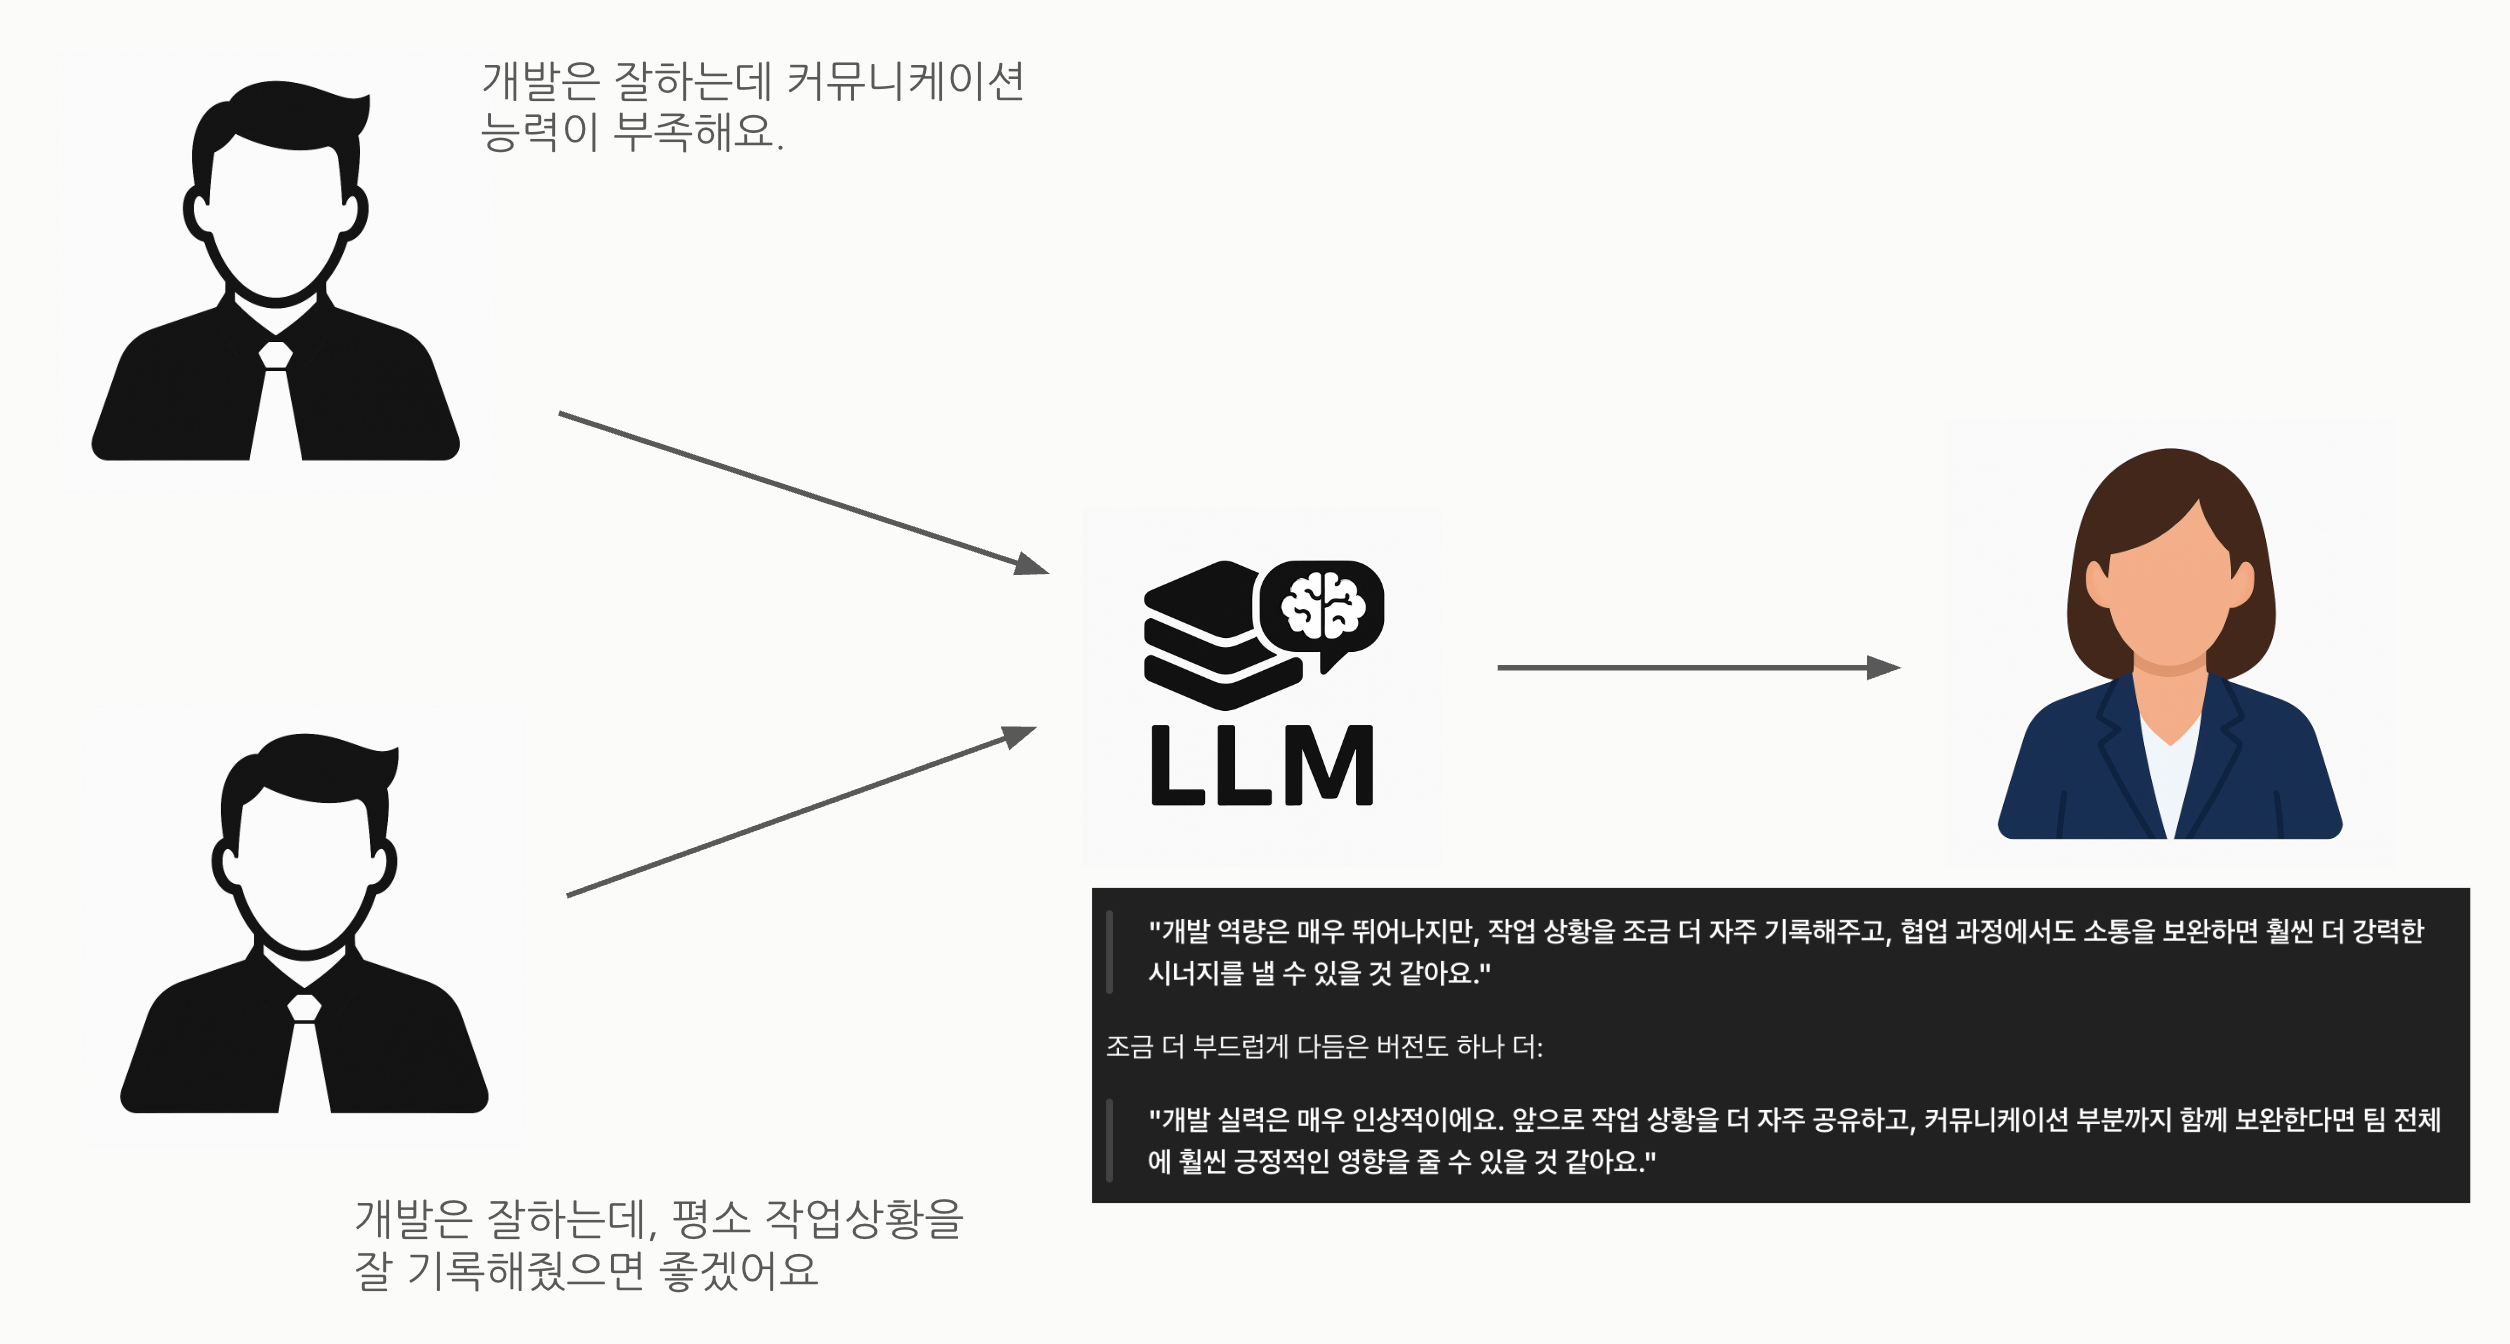 개발은 잘하는데 커뮤니케이션
능력이 부족해요.
LLM
"개발 역량은 매우 뛰어나지만, 작업 상황을 조금 더 자주 기록해주고, 협업 과정에서도 소통을 보완하면 훨씬 더 강력한
시너지를 낼 수 있을 것 같아요."
조금 더 부드럽게 다듬은 버전도 하나 더:
"개발 실력은 매우 인상적이에요. 앞으로 작업 상황을 더 자주 공유하고, 커뮤니케이션 부분까지 함께 보완한다면 팀 전체
에 훨씬 긍정적인 영향을 줄 수 있을 것 같아요."
개발은 잘하는데, 평소 작업상황을
잘 기록해줬으면 좋겠어요